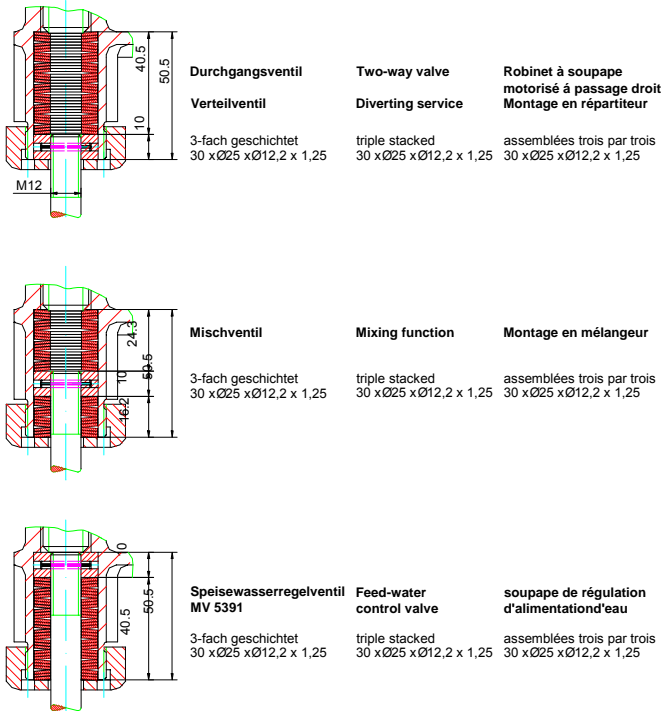 40.5
50.5
10
M12
Durchgangsventil
Two-way valve
Robinet à soupape
motorisé á passage droit
Verteilventil
Diverting service
Montage en répartiteur
3-fach geschichtet
triple stacked
assemblées trois par trois
30 xØ25 xØ12,2 x 1,25
30 xØ25 xØ12,2 x 1,25
30 xØ25 xØ12,2 x 1,25
24.3
10
50.5
16.2
Mischventil
Mixing function
Montage en mélangeur
3-fach geschichtet
triple stacked
assemblées trois par trois
30 xØ25 xØ12,2 x 1,25
30 xØ25 xØ12,2 x 1,25
30 xØ25 xØ12,2 x 1,25
10
50.5
40.5
Speisewasserregelventil
MV 5391
Feed-water
control valve
soupape de régulation
d'alimentationd'eau
3-fach geschichtet
triple stacked
assemblées trois par trois
30 xØ25 xØ12,2 x 1,25
30 xØ25 xØ12,2 x 1,25
30 xØ25 xØ12,2 x 1,25